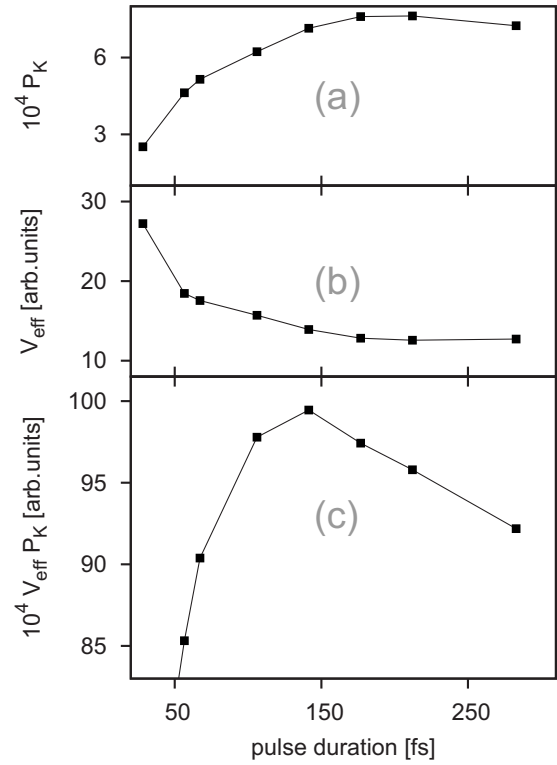 10^4 P_K
6
3
(a)
V_eff [arb.units]
30
20
10
(b)
10^4 V_eff P_K [arb.units]
100
95
90
85
(c)
50 150 250
pulse duration [fs]